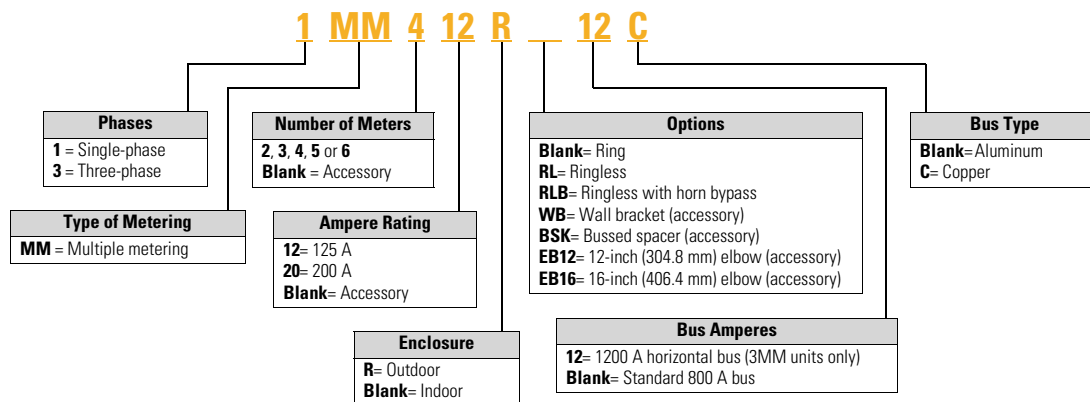 1 MM 4 12 R __ 12 C
Phases
1 = Single-phase
3 = Three-phase
Type of Metering
MM = Multiple metering
Number of Meters
2, 3, 4, 5 or 6
Blank = Accessory
Ampere Rating
12= 125 A
20= 200 A
Blank= Accessory
Enclosure
R= Outdoor
Blank= Indoor
Options
Blank= Ring
RL= Ringless
RLB= Ringless with horn bypass
WB= Wall bracket (accessory)
BSK= Bussed spacer (accessory)
EB12= 12-inch (304.8 mm) elbow (accessory)
EB16= 16-inch (406.4 mm) elbow (accessory)
Bus Amperes
12= 1200 A horizontal bus (3MM units only)
Blank= Standard 800 A bus
Bus Type
Blank= Aluminum
C= Copper